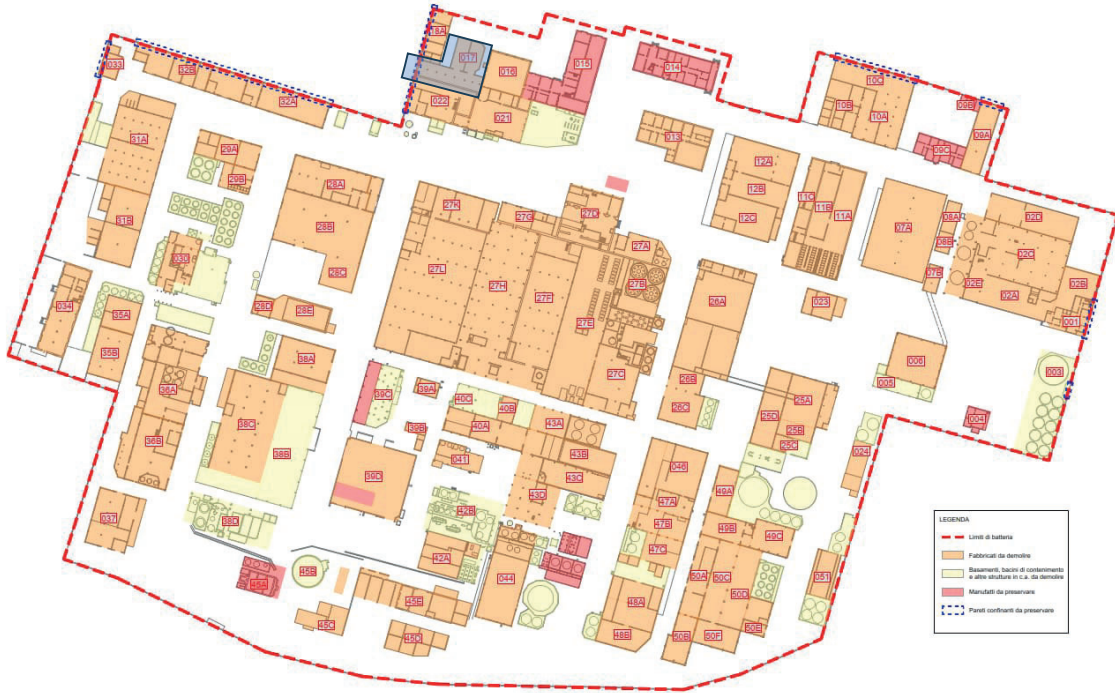 18A
017
015
033
32B
016
014
10C
32A
022
021
10B
10A
09B
09A
31A
013
09C
29A
12A
28A
29B
11C
11B
11A
12B
27K
27G
27D
08A
02D
31B
28B
12C
07A
08B
27A
030
27L
02C
28C
07B
02B
27H
27B
02E
27F
02A
26A
034
28D
28E
023
001
35A
27E
35B
38A
006
003
27C
36A
39C
39A
26B
005
40C
40B
26C
25A
25D
38C
43A
004
39B
40A
25B
36B
43B
25C
38B
041
024
39D
046
43C
43D
49A
037
47A
42B
38D
47B
49B
49C
47C
42A
45B
044
50A
50C
051
45A
50D
45E
48A
45C
45D
48B
50B
50F
50E
LEGENDA
Limiti di batteria
Fabbricati da demolire
Basamenti, bacini di contenimento
e altre strutture in c.a. da demolire
Manufatti da preservare
Pareti confinanti da preservare